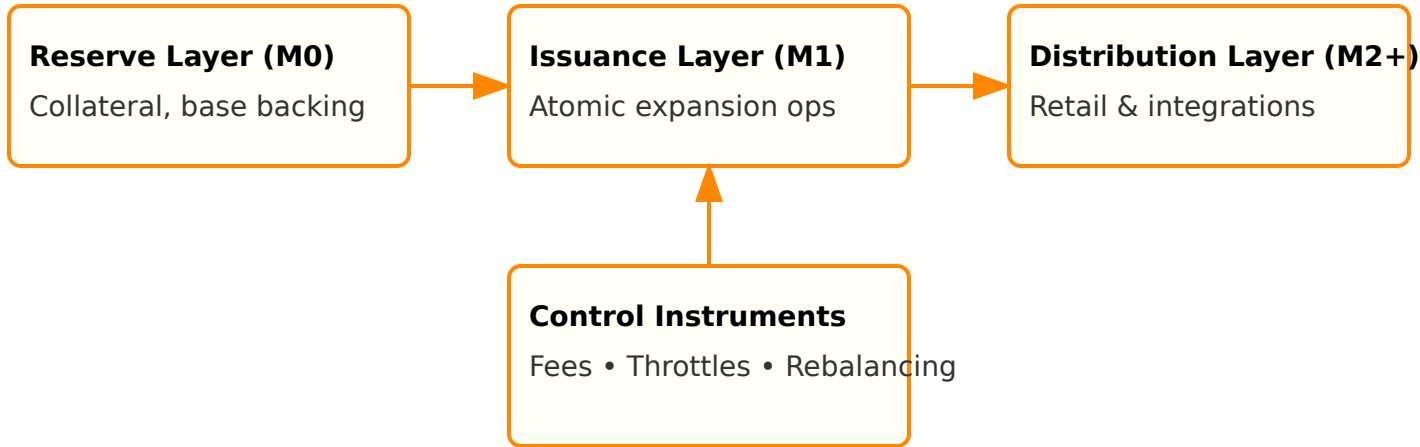 Reserve Layer (M0)
Collateral, base backing
Issuance Layer (M1)
Atomic expansion ops
Distribution Layer (M2+)
Retail & integrations
Control Instruments
Fees • Throttles • Rebalancing